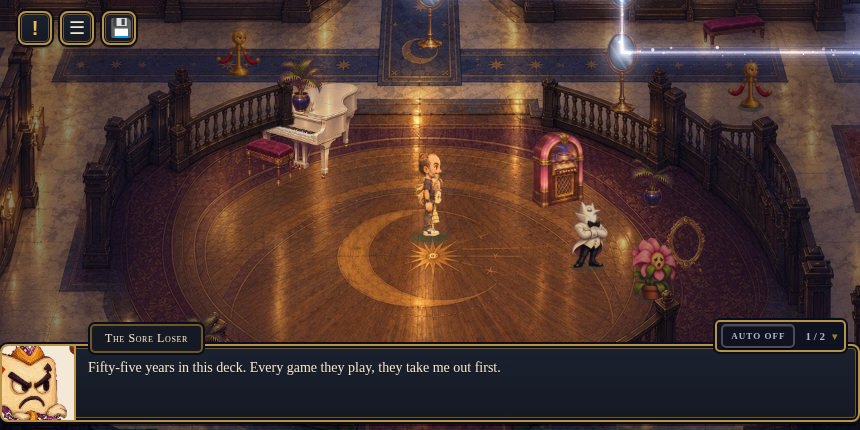 !
The Sore Loser
AUTO OFF
1 / 2 ▼
Fifty-five years in this deck. Every game they play, they take me out first.